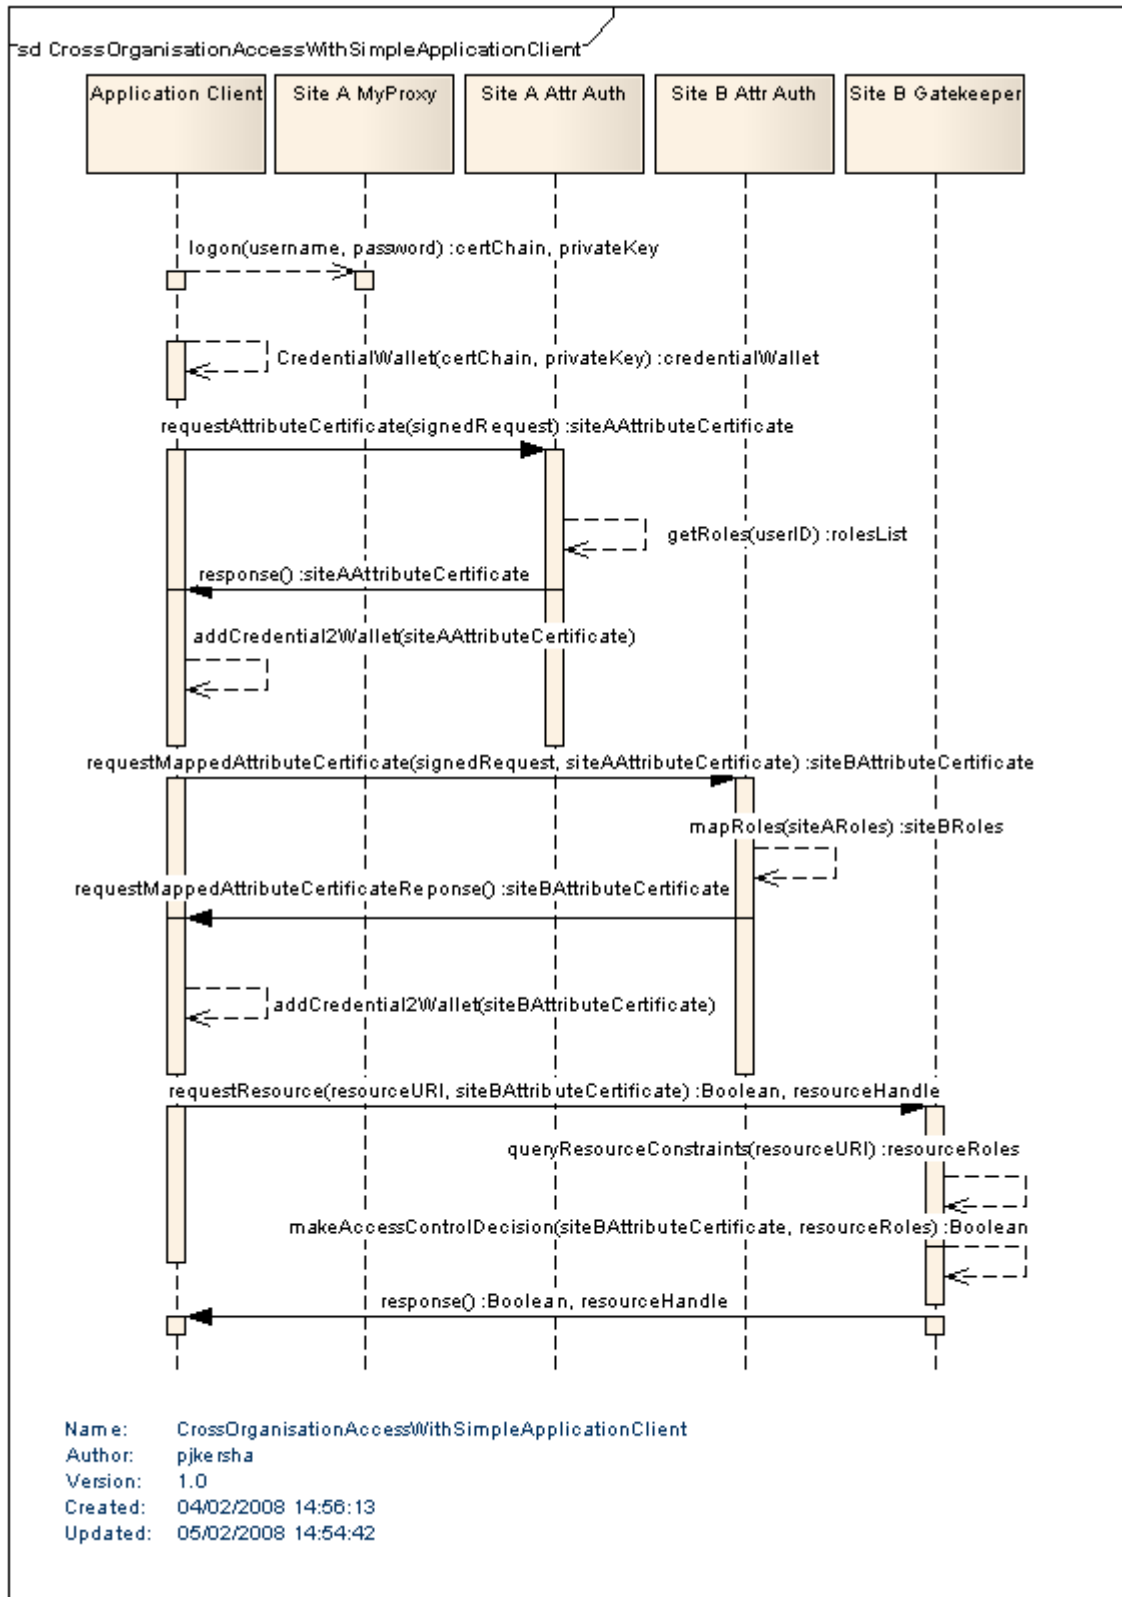 sd CrossOrganisationAccessWithSimpleApplicationClient
Application Client Site A MyProxy Site A Attr Auth Site B Attr Auth Site B Gatekeeper
logon(username, password) :certChain, privateKey
CredentialWallet(certChain, privateKey) :credentialWallet
requestAttributeCertificate(signedRequest) :siteAAttributeCertificate
getRoles(userID) :rolesList
response() :siteAAttributeCertificate
addCredential2Wallet(siteAAttributeCertificate)
requestMappedAttributeCertificate(signedRequest, siteAAttributeCertificate) :siteBAttributeCertificate
mapRoles(siteARoles) :siteBRoles
requestMappedAttributeCertificateReponse() :siteBAttributeCertificate
addCredential2Wallet(siteBAttributeCertificate)
requestResource(resourceURI, siteBAttributeCertificate) :Boolean, resourceHandle
queryResourceConstraints(resourceURI) :resourceRoles
makeAccessControlDecision(siteBAttributeCertificate, resourceRoles) :Boolean
response() :Boolean, resourceHandle
Name: CrossOrganisationAccessWithSimpleApplicationClient
Author: pjkersha
Version: 1.0
Created: 04/02/2008 14:56:13
Updated: 05/02/2008 14:54:42